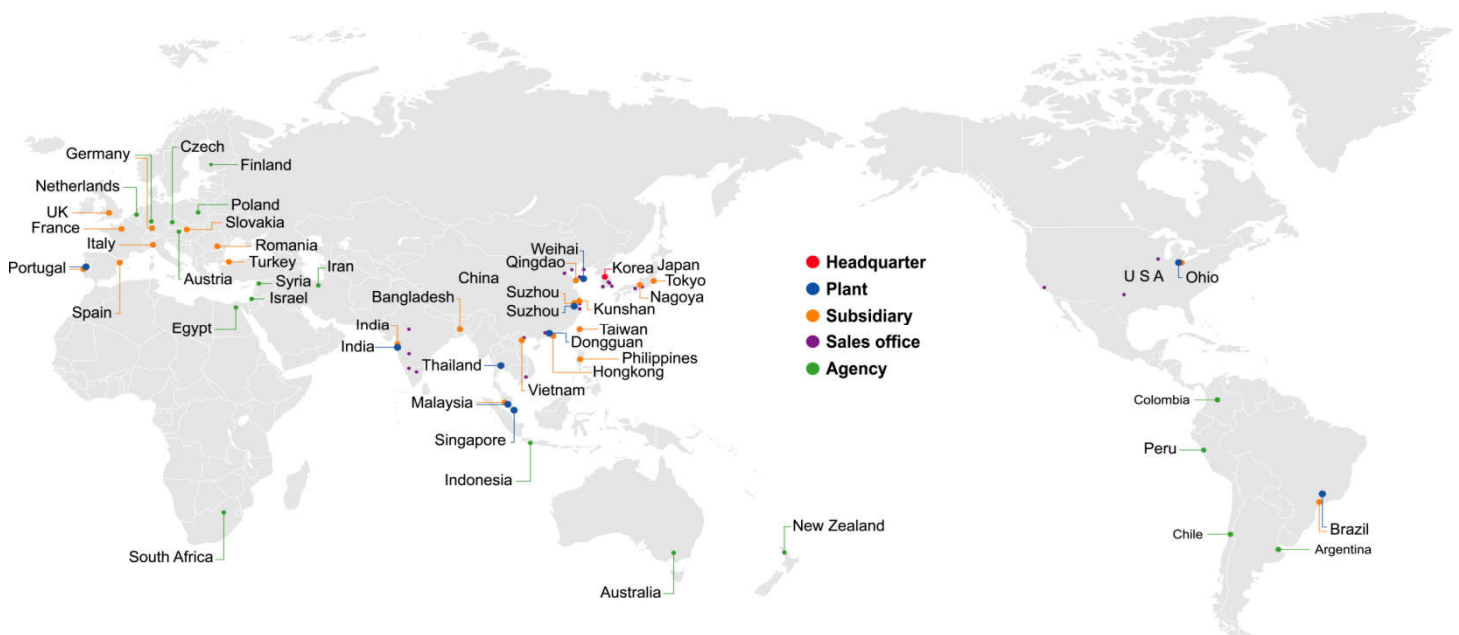 Germany
Czech
Finland
Netherlands
Poland
UK
Slovakia
France
Italy
Romania
Portugal
Turkey
Iran
Austria
Syria
Israel
Spain
Egypt
South Africa
Weihai
Qingdao
China
Korea
Japan
Tokyo
Nagoya
Suzhou
Suzhou
Kunshan
Bangladesh
India
India
Taiwan
Dongguan
Philippines
Hongkong
Thailand
Vietnam
Malaysia
Singapore
Indonesia
Australia
New Zealand
Headquarter
Plant
Subsidiary
Sales office
Agency
U S A
Ohio
Colombia
Peru
Chile
Brazil
Argentina